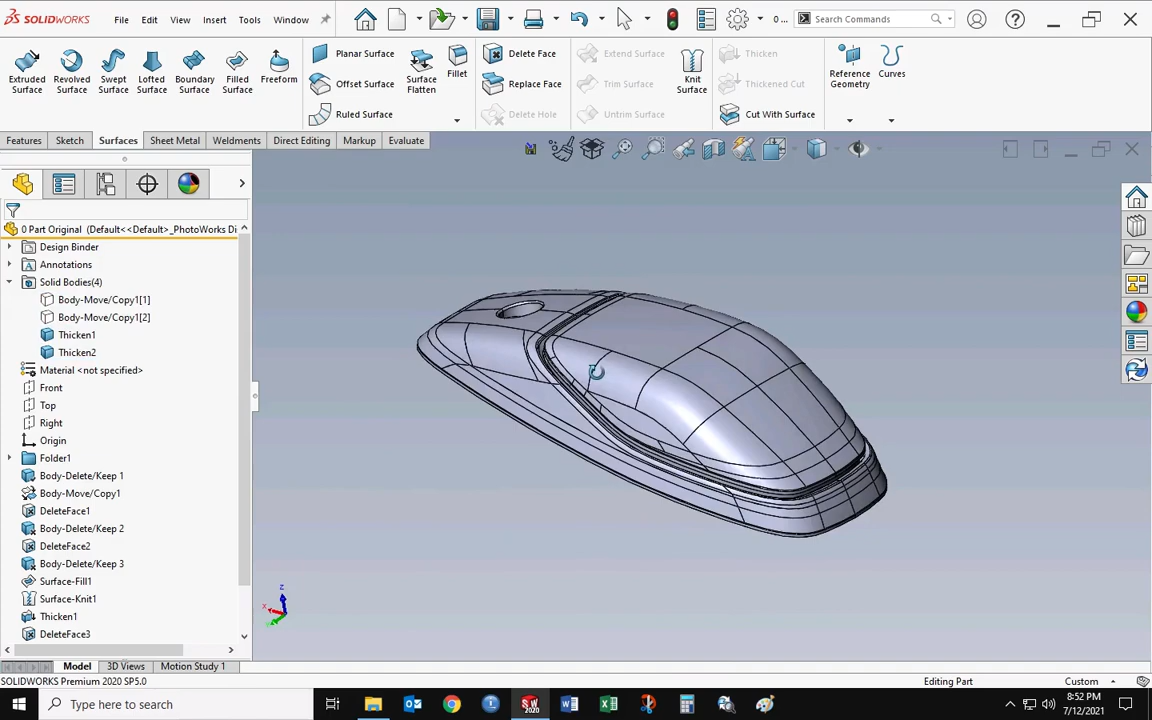 SOLIDWORKS File Edit View Insert Tools Window 0 ... Search Commands
Extruded Surface
Revolved Surface
Swept Surface
Lofted Surface
Boundary Surface
Filled Surface
Freeform
Planar Surface
Offset Surface
Ruled Surface
Surface Flatten
Fillet
Delete Face
Replace Face
Delete Hole
Extend Surface
Trim Surface
Untrim Surface
Knit Surface
Thicken
Thickened Cut
Cut With Surface
Reference Geometry
Curves
Features Sketch Surfaces Sheet Metal Weldments Direct Editing Markup Evaluate
0 Part Original (Default<<Default>_PhotoWorks Di
Design Binder
Annotations
Solid Bodies(4)
Body-Move/Copy1[1]
Body-Move/Copy1[2]
Thicken1
Thicken2
Material <not specified>
Front
Top
Right
Origin
Folder1
Body-Delete/Keep 1
Body-Move/Copy1
DeleteFace1
Body-Delete/Keep 2
DeleteFace2
Body-Delete/Keep 3
Surface-Fill1
Surface-Knit1
Thicken1
DeleteFace3
z
x
Model 3D Views Motion Study 1
SOLIDWORKS Premium 2020 SP5.0 Editing Part Custom
Type here to search
8:52 PM
7/12/2021